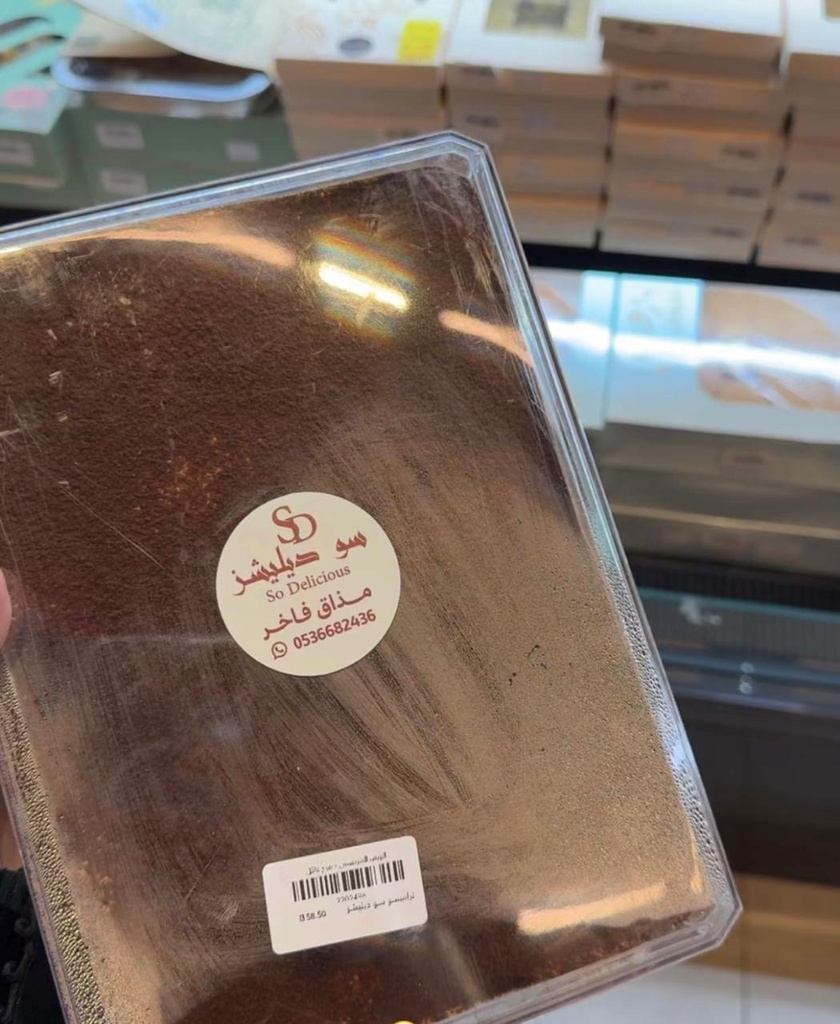 SD
سو ديليشز
So Delicious
مذاق فاخر
0536682436
تراميسو سو ديليشز
58.50